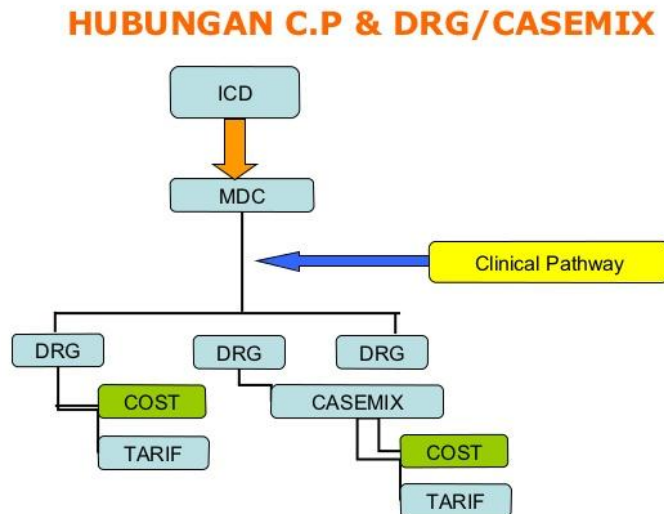 HUBUNGAN C.P & DRG/CASEMIX
ICD
MDC
Clinical Pathway
DRG
DRG
DRG
COST
CASEMIX
TARIF
COST
TARIF